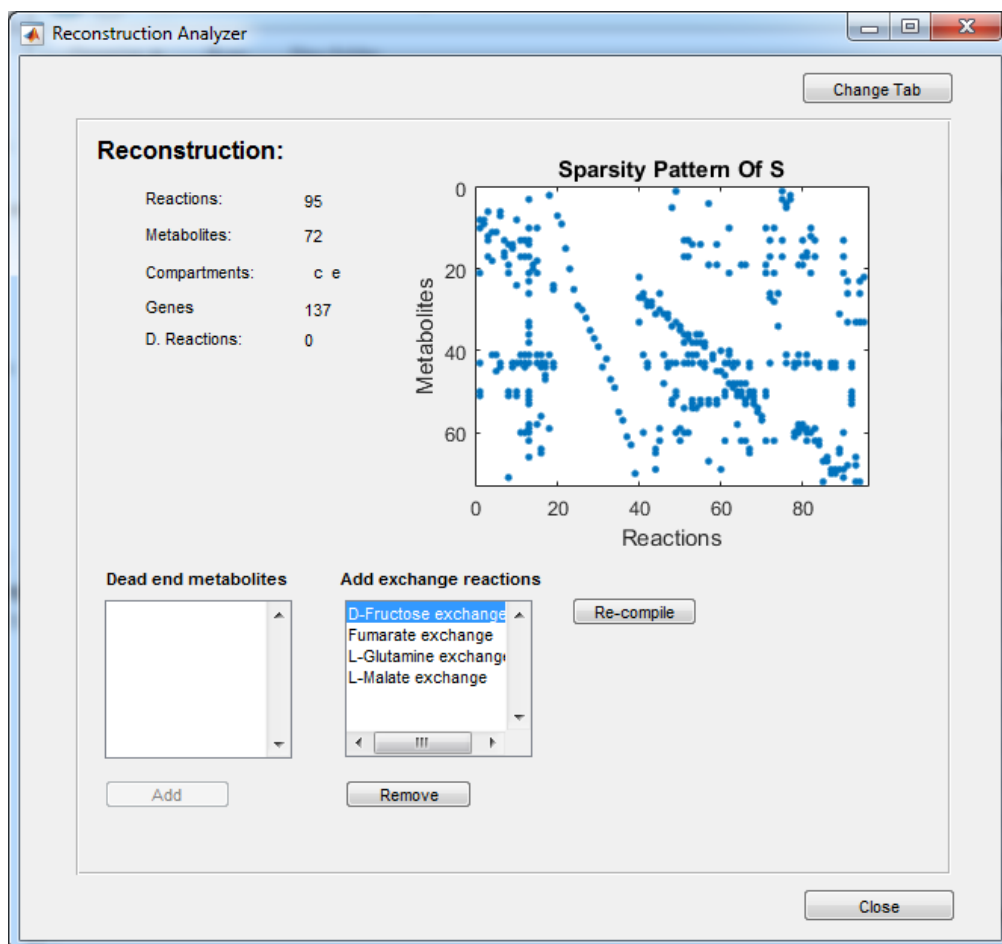 Reconstruction Analyzer
Change Tab
Reconstruction:
Reactions: 95
Metabolites: 72
Compartments: c e
Genes 137
D. Reactions: 0
Sparsity Pattern Of S
0
20
40
60
Metabolites
0 20 40 60 80
Reactions
Dead end metabolites
Add exchange reactions
D-Fructose exchange
Fumarate exchange
L-Glutamine exchange
L-Malate exchange
Re-compile
Add
Remove
Close